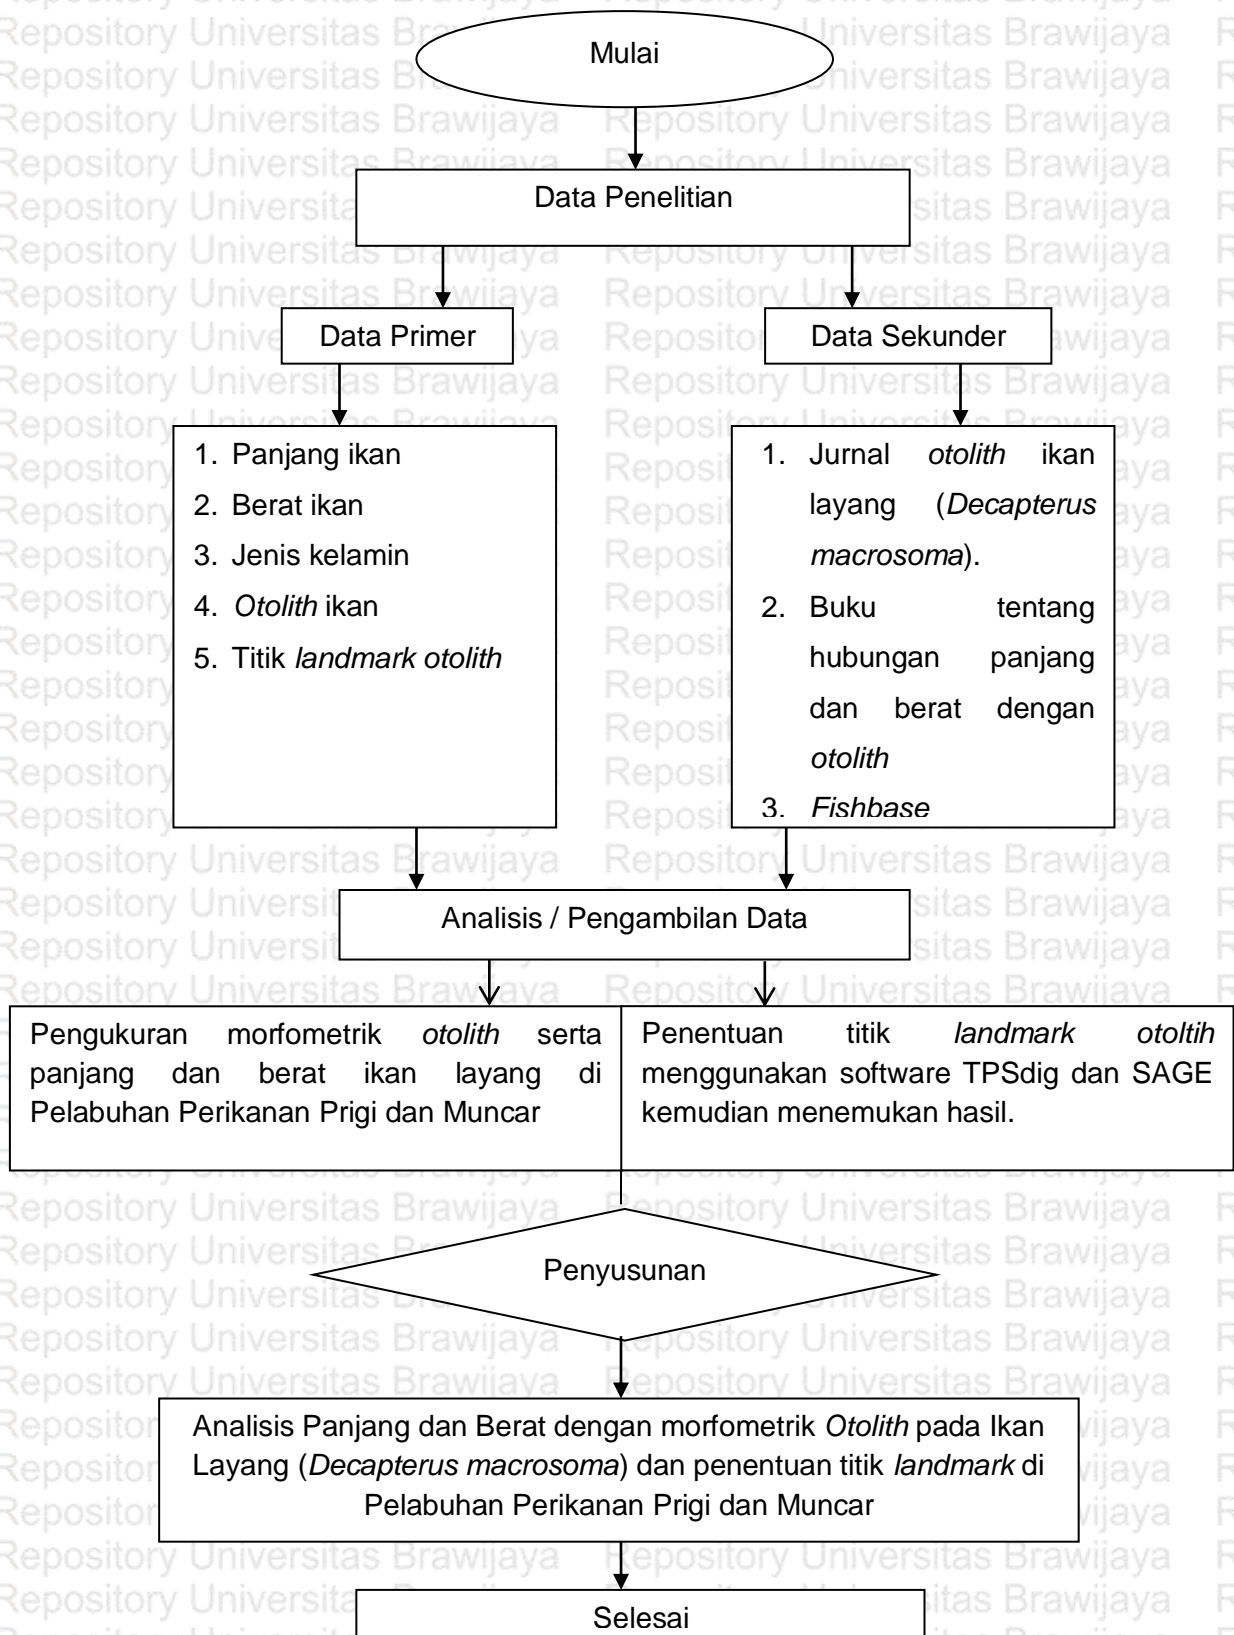 Mulai
Data Penelitian
Data Primer
Data Sekunder
1. Panjang ikan
2. Berat ikan
3. Jenis kelamin
4. Otolith ikan
5. Titik landmark otolith
1. Jurnal otolith ikan
layang (Decapterus
macrosoma).
2. Buku tentang
hubungan panjang
dan berat dengan
otolith
3. Fishbase
Analisis / Pengambilan Data
Pengukuran morfometrik otolith serta
panjang dan berat ikan layang di
Pelabuhan Perikanan Prigi dan Muncar
Penentuan titik landmark otoltih
menggunakan software TPSdig dan SAGE
kemudian menemukan hasil.
Penyusunan
Analisis Panjang dan Berat dengan morfometrik Otolith pada Ikan
Layang (Decapterus macrosoma) dan penentuan titik landmark di
Pelabuhan Perikanan Prigi dan Muncar
Selesai
Repository Universitas Brawijaya